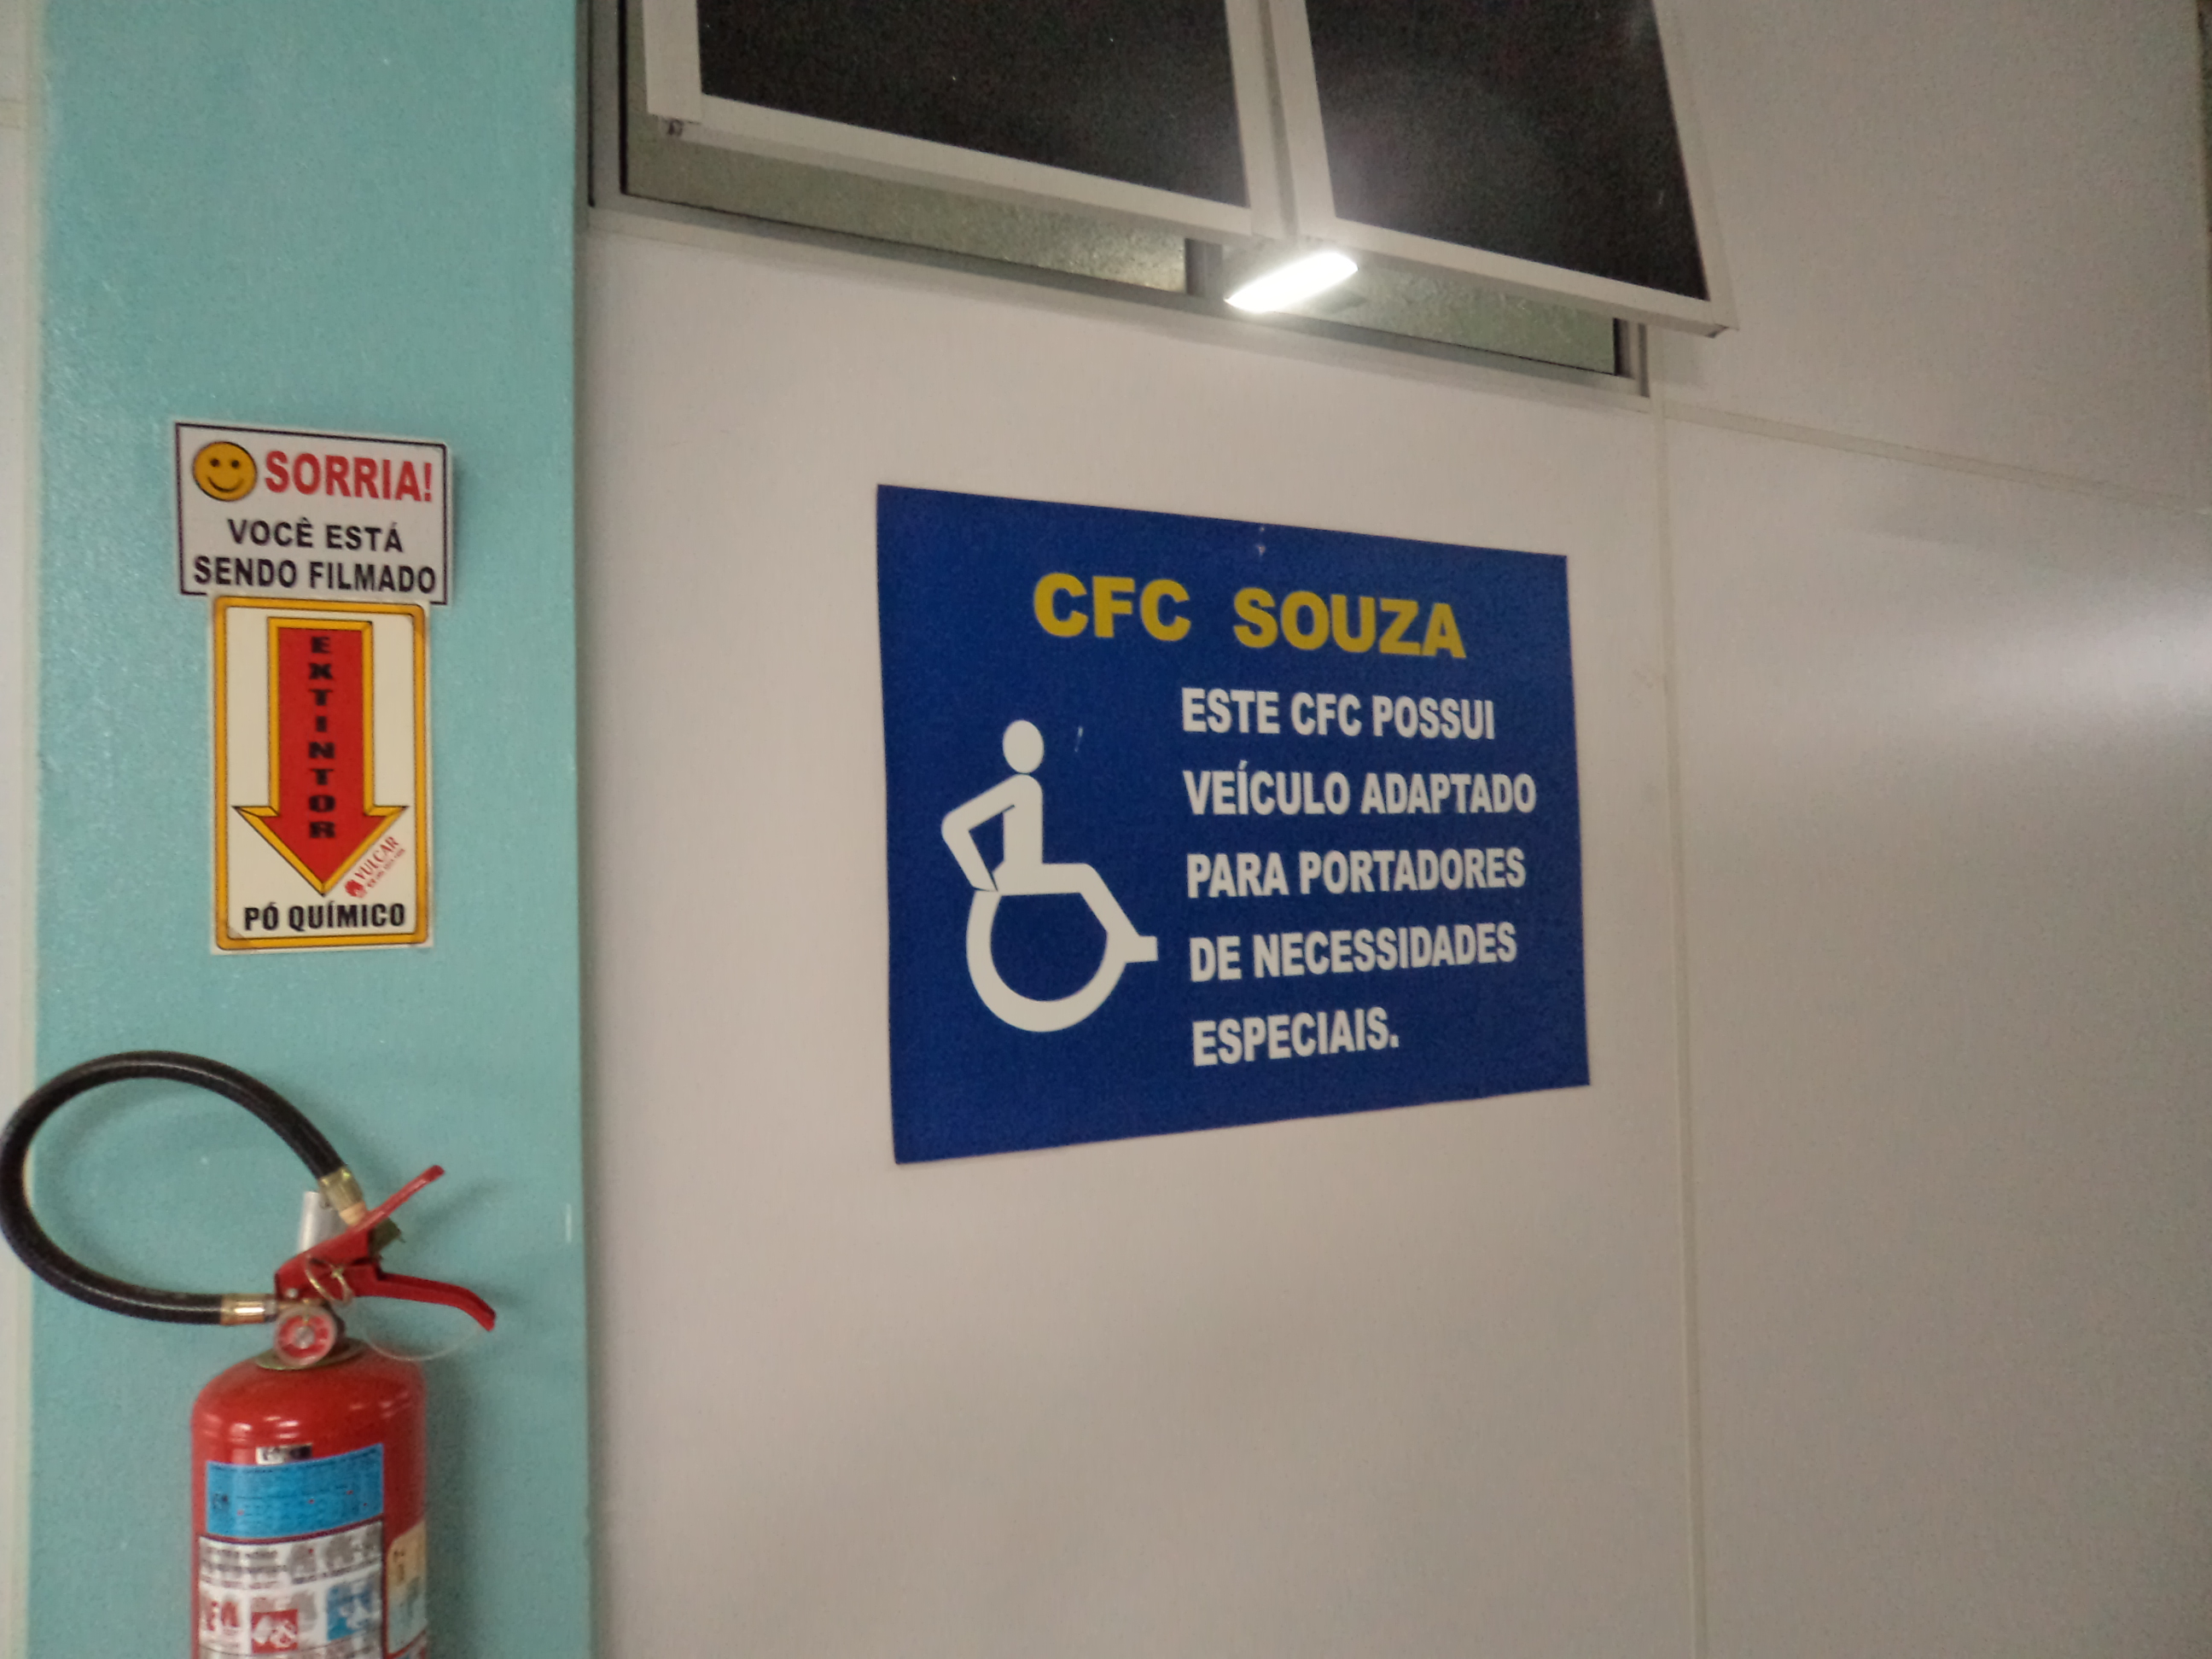 SORRIA!
VOCÊ ESTÁ
SENDO FILMADO
EXTINTOR
VULCAR
PÓ QUÍMICO
CFC SOUZA
ESTE CFC POSSUI
VEÍCULO ADAPTADO
PARA PORTADORES
DE NECESSIDADES
ESPECIAIS.